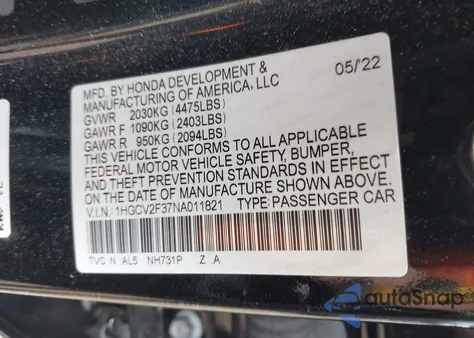 MFD. BY HONDA DEVELOPMENT &
MANUFACTURING OF AMERICA, LLC 05/22
GVWR 2030KG (4475LBS)
GAWR F 1090KG (2403LBS)
GAWR R 950KG (2094LBS)
THIS VEHICLE CONFORMS TO ALL APPLICABLE
FEDERAL MOTOR VEHICLE SAFETY, BUMPER,
AND THEFT PREVENTION STANDARDS IN EFFECT
ON THE DATE OF MANUFACTURE SHOWN ABOVE.
V.I.N.: 1HGCV2F37NA011821 TYPE: PASSENGER CAR
TVC N AL5 NH731P Z A
autoSnap